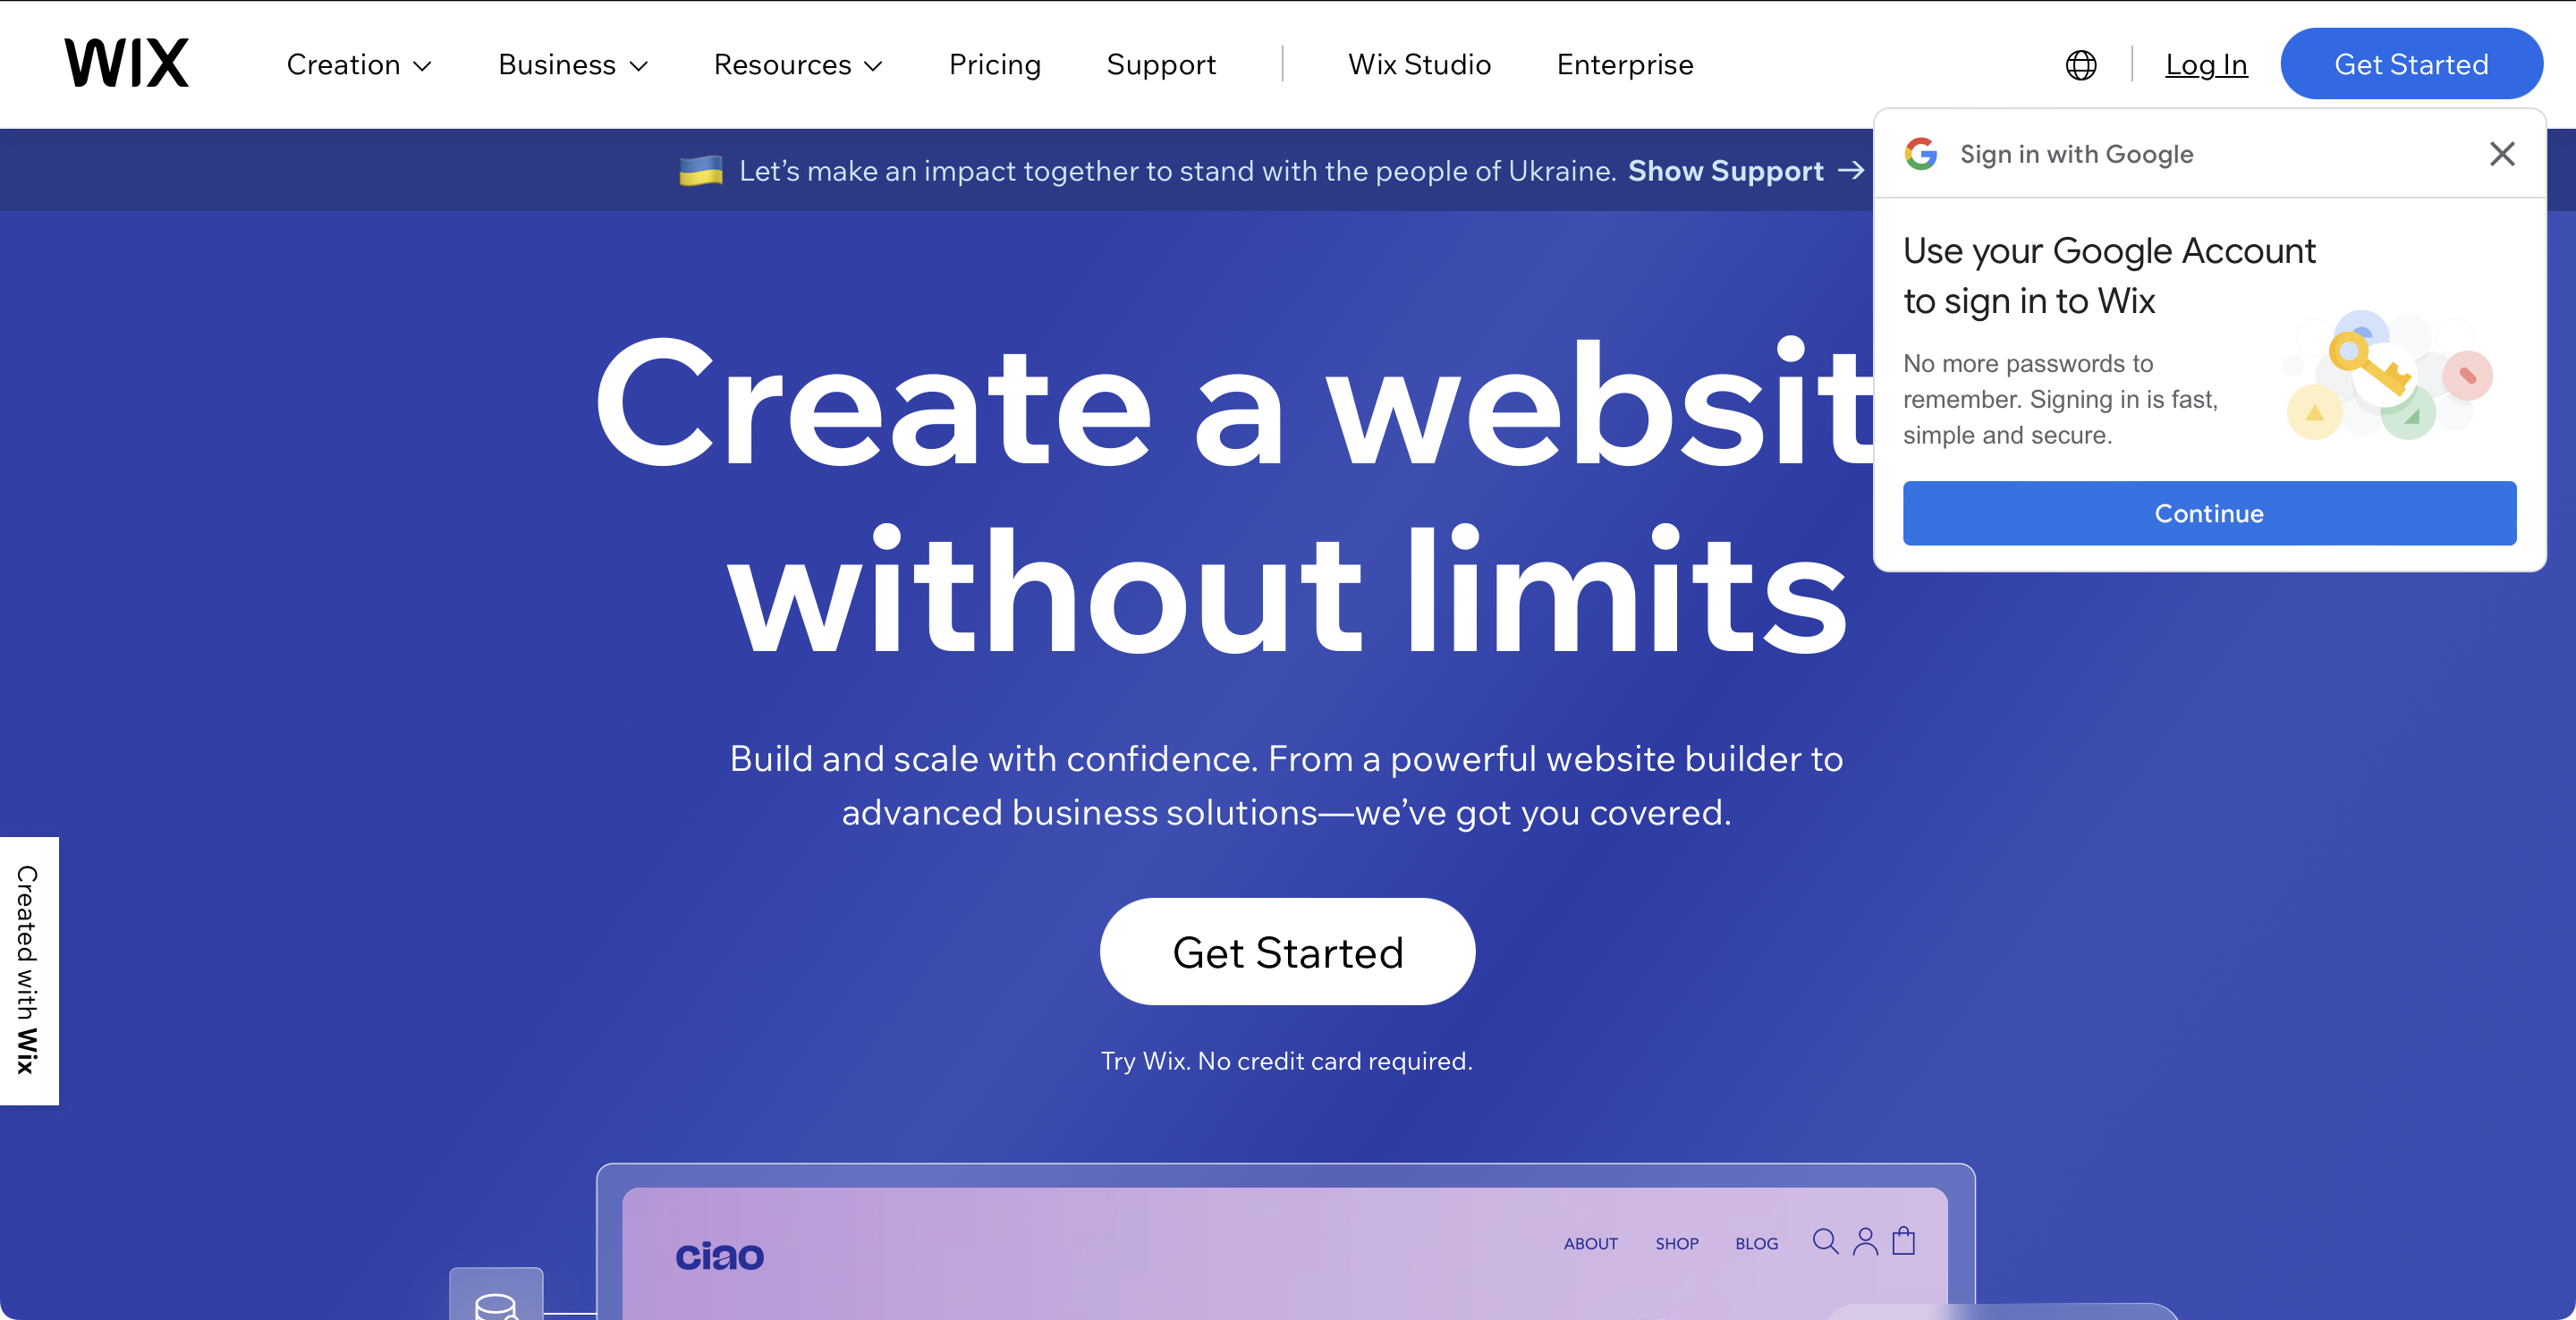 WIX
Creation
Business
Resources
Pricing
Support
Wix Studio
Enterprise
Log In
Get Started
Let’s make an impact together to stand with the people of Ukraine. Show Support →
Sign in with Google
Use your Google Account
to sign in to Wix
No more passwords to
remember. Signing in is fast,
simple and secure.
Continue
Create a websit
without limits
Build and scale with confidence. From a powerful website builder to
advanced business solutions—we’ve got you covered.
Get Started
Try Wix. No credit card required.
Created with Wix
ciao
ABOUT
SHOP
BLOG